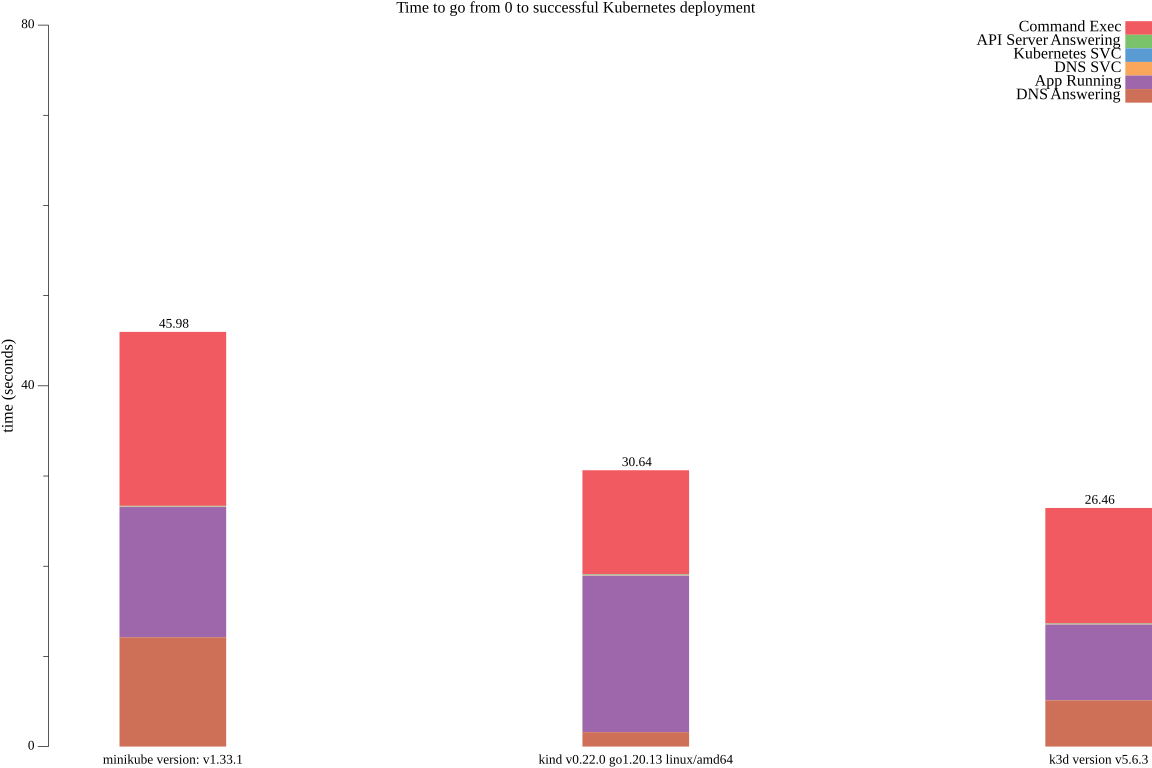 Time to go from 0 to successful Kubernetes deployment
80
Command Exec
API Server Answering
Kubernetes SVC
DNS SVC
App Running
DNS Answering
45.98
time (seconds)
40
30.64
26.46
0
minikube version: v1.33.1
kind v0.22.0 go1.20.13 linux/amd64
k3d version v5.6.3